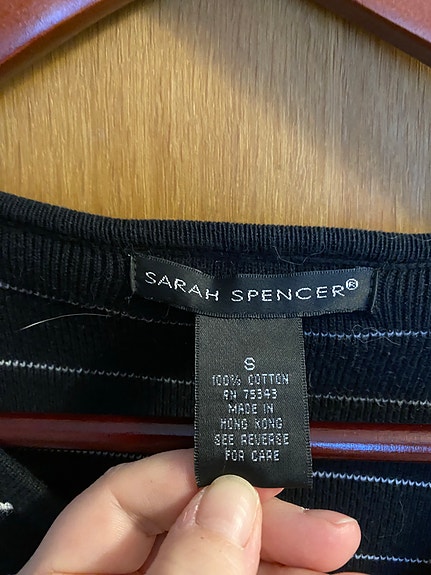 SARAH SPENCER®
S
100% COTTON
RN 75343
MADE IN
HONG KONG
SEE REVERSE
FOR CARE